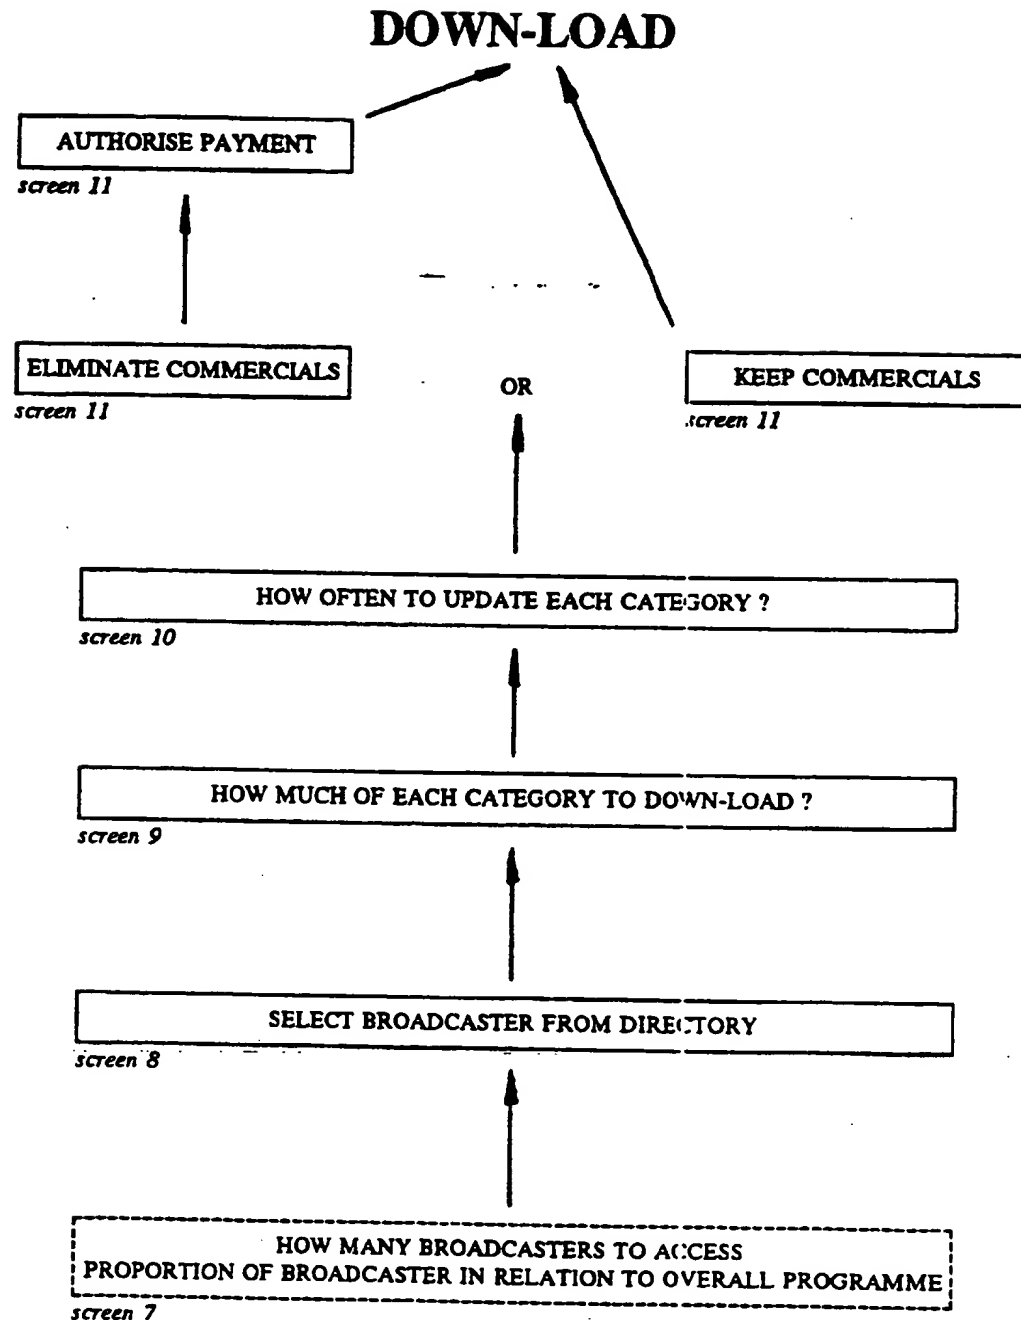 DOWN-LOAD
AUTHORISE PAYMENT
screen 11
ELIMINATE COMMERCIALS
screen 11
OR
KEEP COMMERCIALS
screen 11
HOW OFTEN TO UPDATE EACH CATEGORY ?
screen 10
HOW MUCH OF EACH CATEGORY TO DOWN-LOAD ?
screen 9
SELECT BROADCASTER FROM DIRECTORY
screen 8
HOW MANY BROADCASTERS TO ACCESS
PROPORTION OF BROADCASTER IN RELATION TO OVERALL PROGRAMME
screen 7